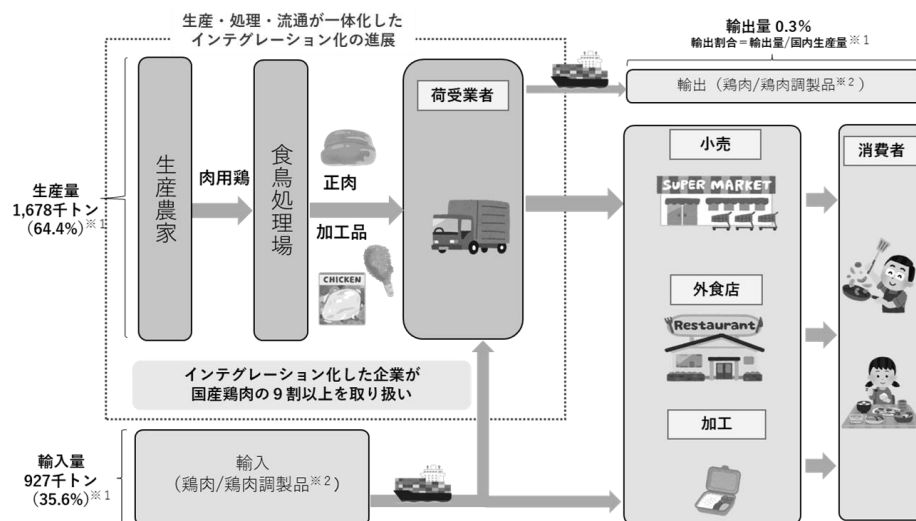 生産・処理・流通が一体化した
インテグレーション化の進展
輸出量 0.3%
輸出割合＝輸出量/国内生産量※1
輸出（鶏肉/鶏肉調製品※2）
荷受業者
小売
消費者
SUPER MARKET
生産農家
肉用鶏
食鳥処理場
正肉
加工品
CHICKEN
生産量
1,678千トン
(64.4%)※1
外食店
Restaurant
インテグレーション化した企業が
国産鶏肉の９割以上を取り扱い
加工
輸入量
927千トン
(35.6%)※1
輸入
（鶏肉/鶏肉調製品※2）